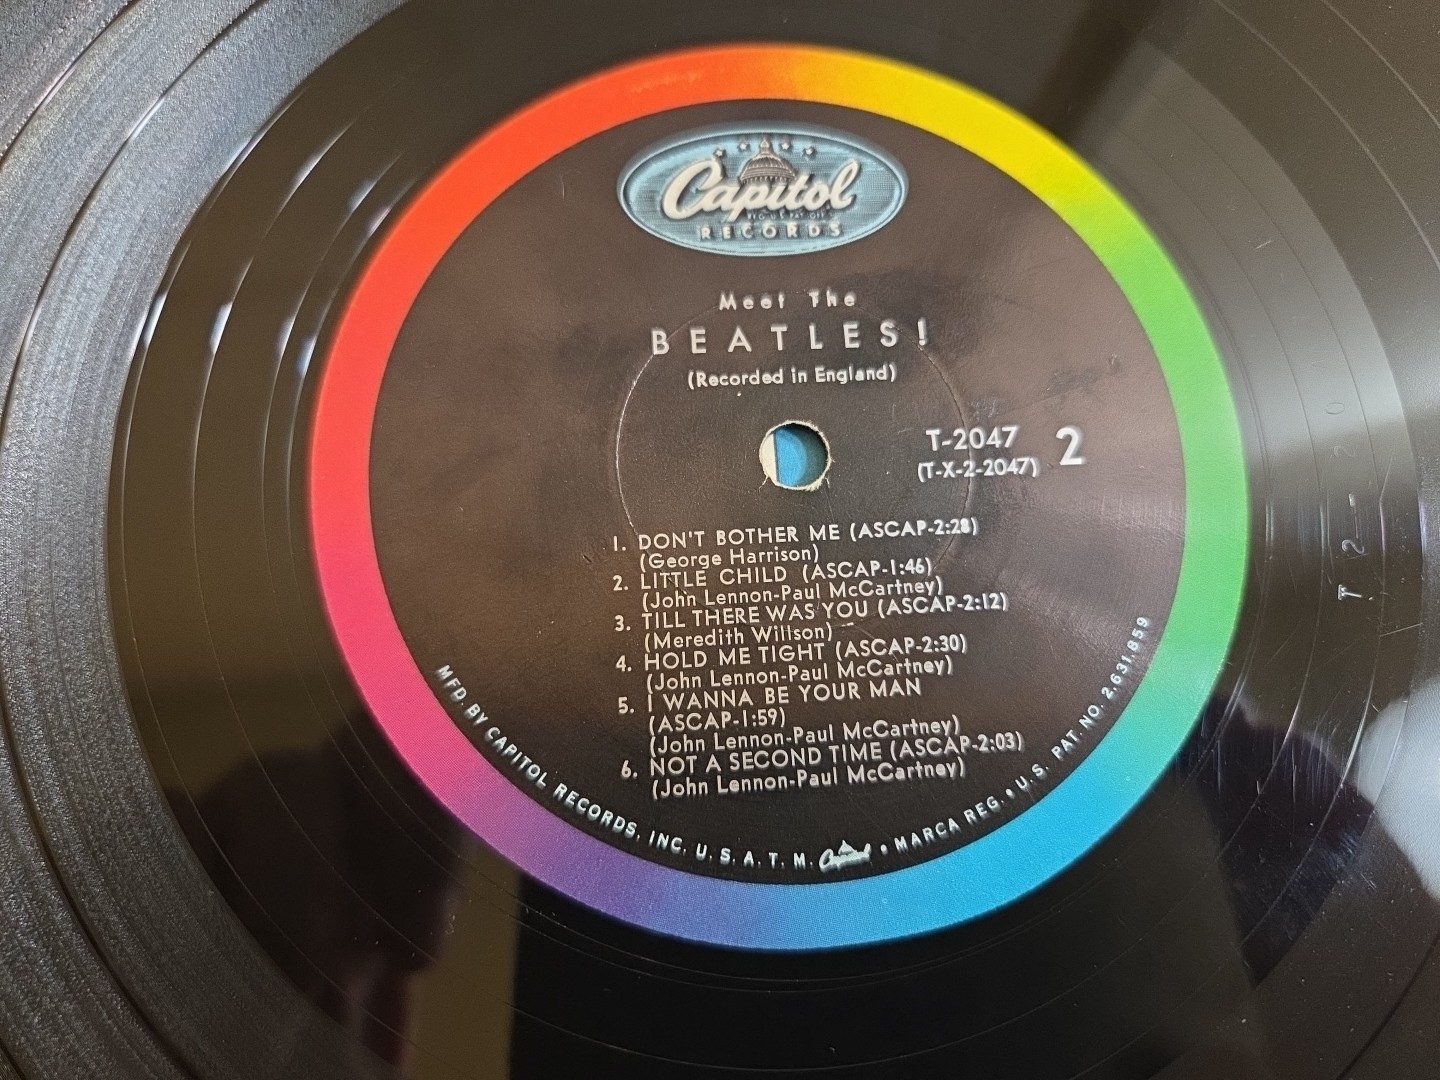 Capitol
REG. U.S. PAT. OFF.
RECORDS
Meet The
BEATLES!
(Recorded in England)
T-2047
(T-X-2-2047)
2
1. DON'T BOTHER ME (ASCAP-2:28)
(George Harrison)
2. LITTLE CHILD (ASCAP-1:46)
(John Lennon-Paul McCartney)
3. TILL THERE WAS YOU (ASCAP-2:12)
(Meredith Willson)
4. HOLD ME TIGHT (ASCAP-2:30)
(John Lennon-Paul McCartney)
5. I WANNA BE YOUR MAN
(ASCAP-1:59)
(John Lennon-Paul McCartney)
6. NOT A SECOND TIME (ASCAP-2:03)
(John Lennon-Paul McCartney)
MFD. BY CAPITOL RECORDS, INC. U.S.A. T.M. Capitol • MARCA REG. • U.S. PAT. NO. 2,631,859